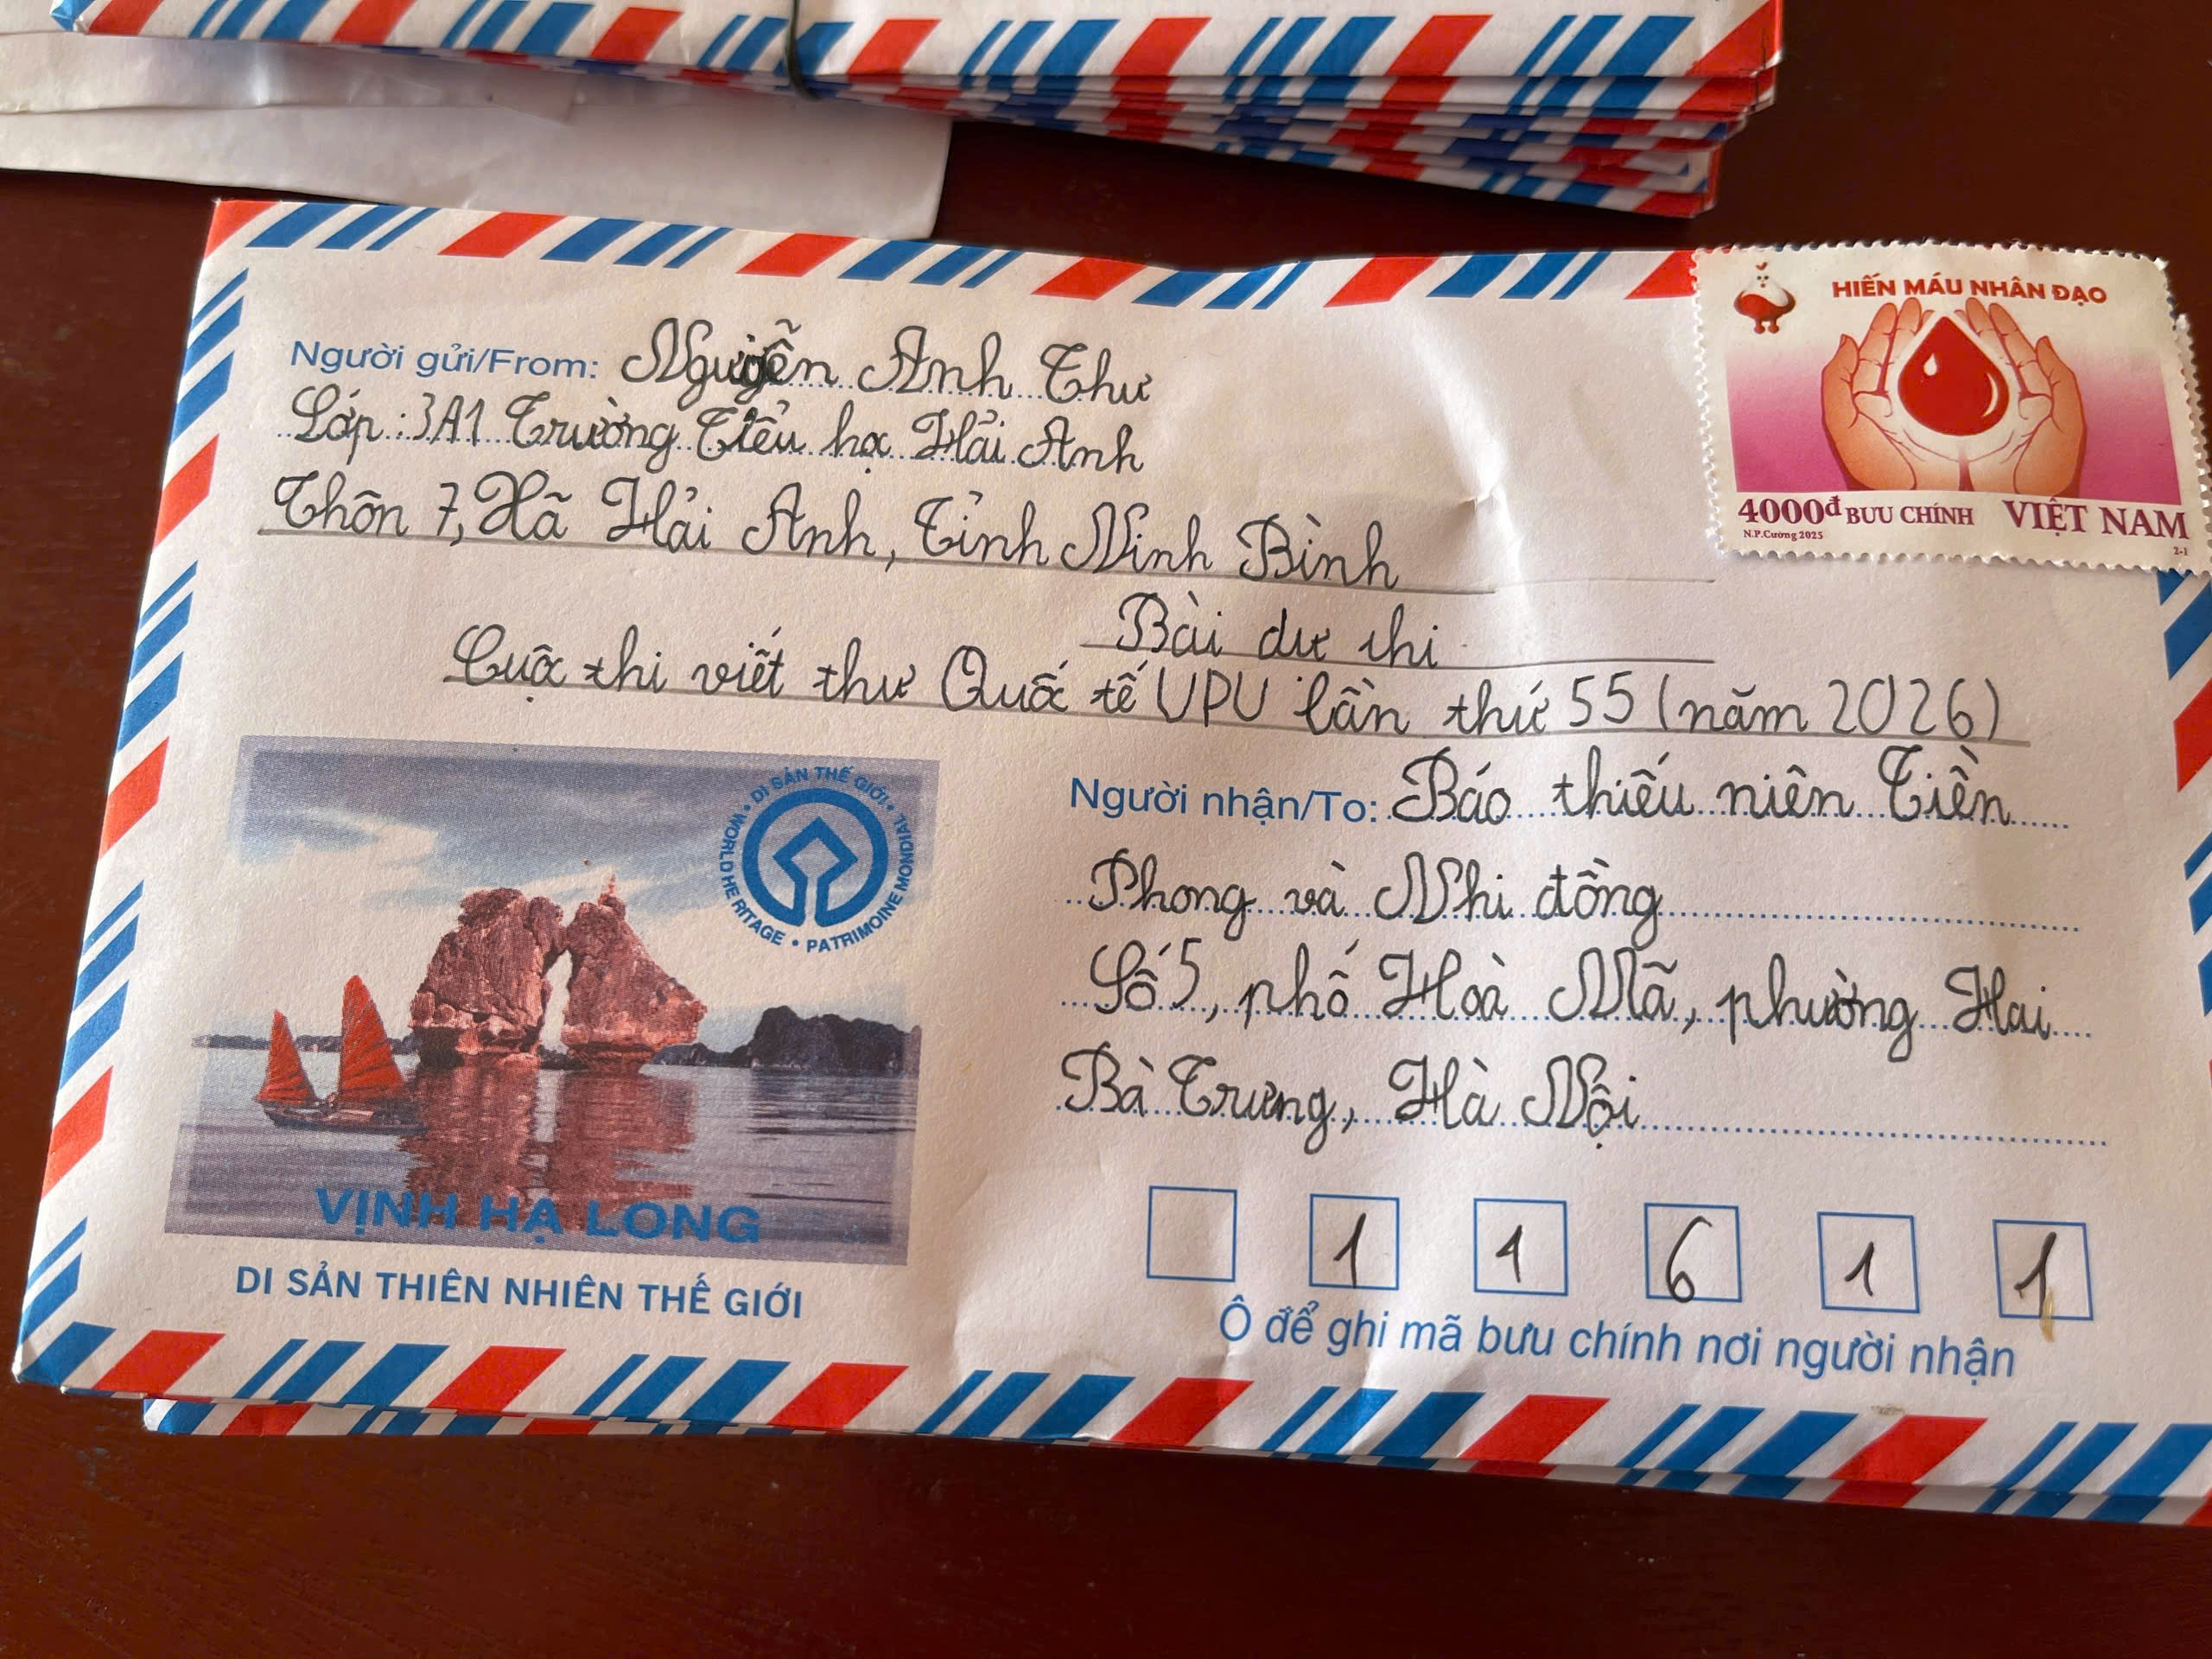 HIẾN MÁU NHÂN ĐẠO
4000đ BƯU CHÍNH VIỆT NAM
N.P.Cường 2025
2-1
Người gửi/From: Nguyễn Anh Thư
Lớp : 3A1 Trường Tiểu học Hải Anh
Thôn 7, Xã Hải Anh, Tỉnh Ninh Bình
Bài dự thi
Cuộc thi viết thư Quốc tế UPU lần thứ 55 (năm 2026)
DI SẢN THẾ GIỚI • WORLD HERITAGE • PATRIMOINE MONDIAL
VỊNH HẠ LONG
DI SẢN THIÊN NHIÊN THẾ GIỚI
Người nhận/To: Báo thiếu niên Tiền
Phong và Nhi đồng
Số 5, phố Hoà Mã, phường Hai
Bà Trưng, Hà Nội
1 1 6 1 1
Ô để ghi mã bưu chính nơi người nhận